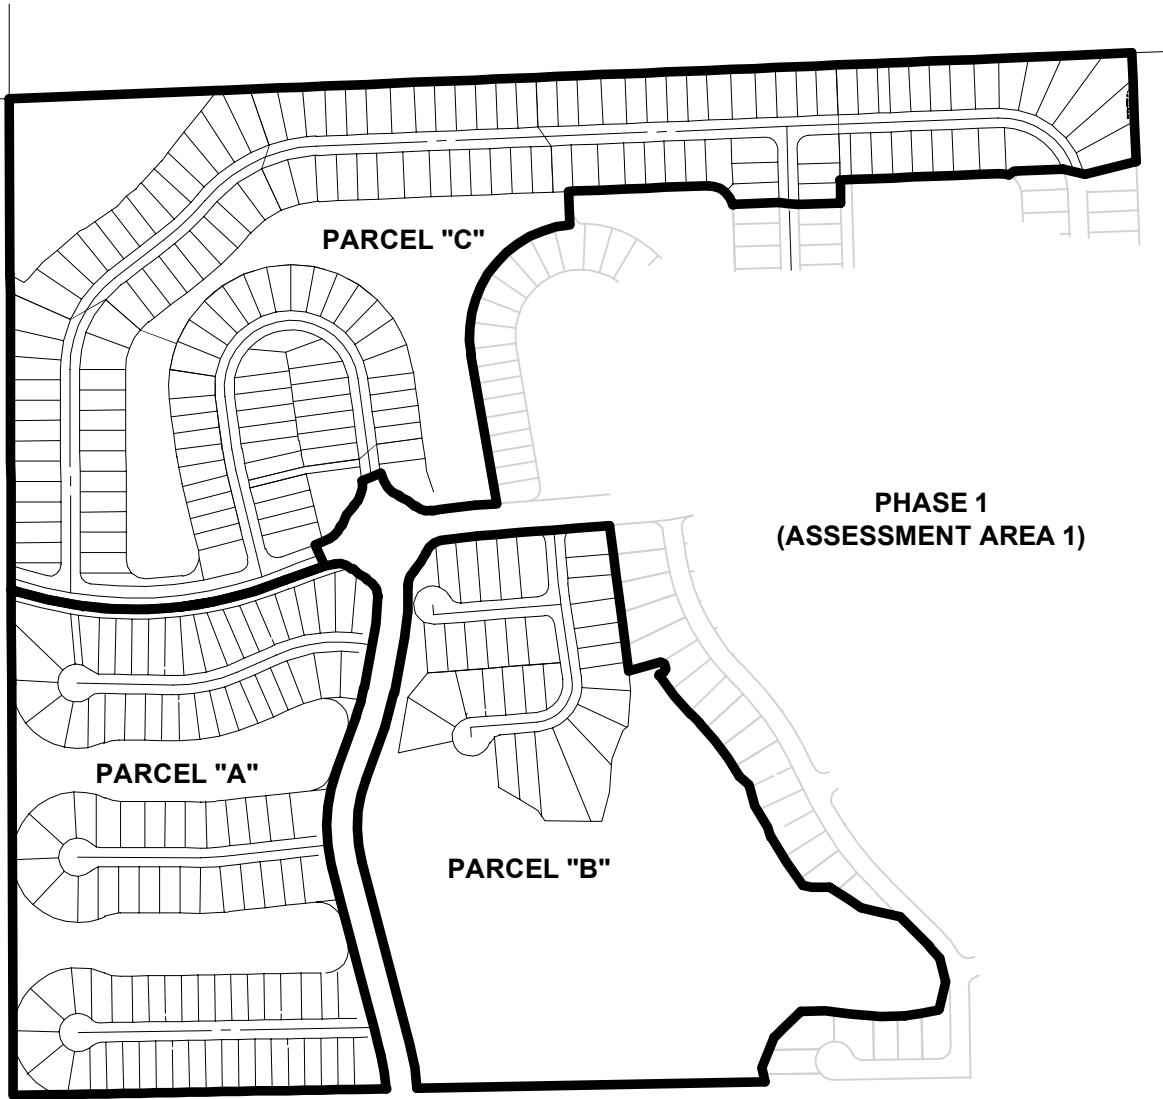 PARCEL "C"
PHASE 1
(ASSESSMENT AREA 1)
PARCEL "A"
PARCEL "B"